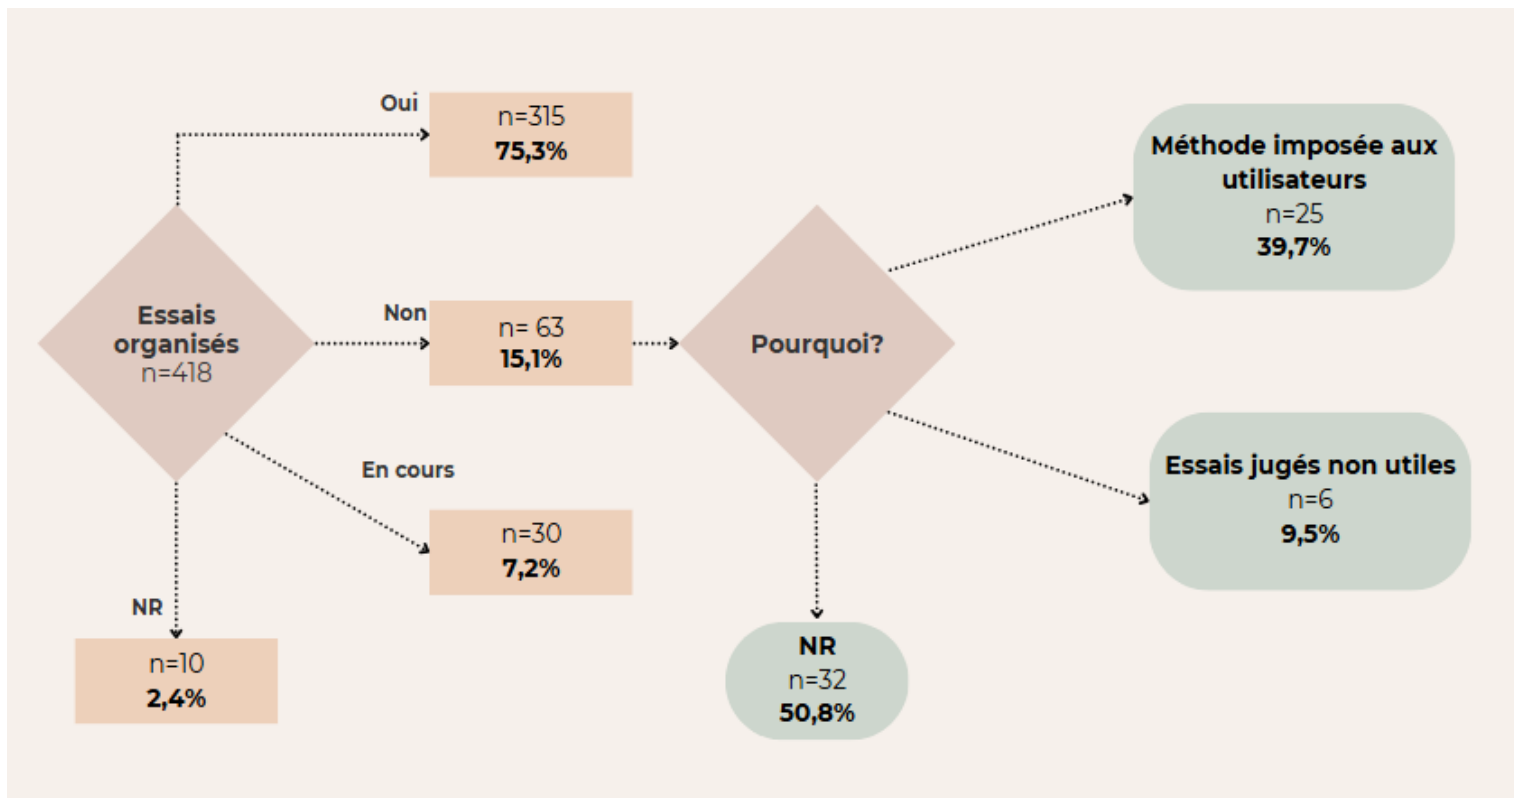 Oui
n=315
75,3%
Essais
organisés
n=418
Non
n= 63
15,1%
Pourquoi?
Méthode imposée aux
utilisateurs
n=25
39,7%
Essais jugés non utiles
n=6
9,5%
En cours
n=30
7,2%
NR
n=10
2,4%
NR
n=32
50,8%